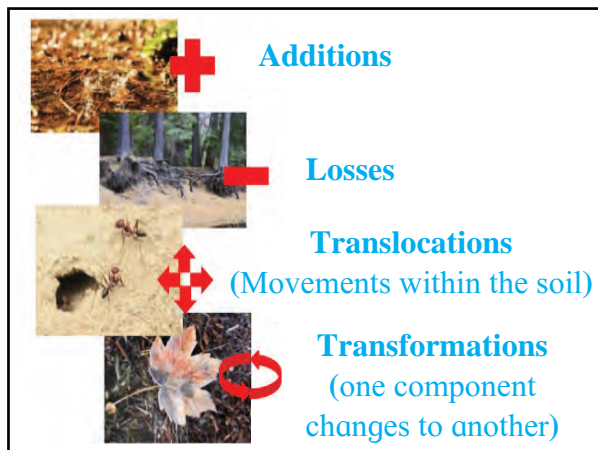 Additions
Losses
Translocations
(Movements within the soil)
Transformations
(one component
changes to another)